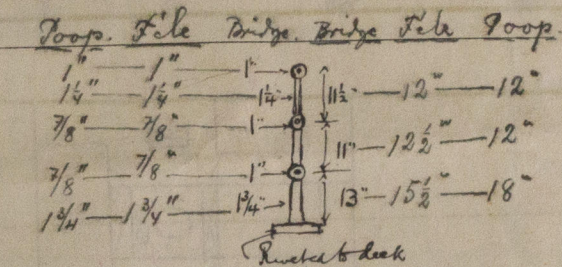 Poop. F'cle Bridge. Bridge F'cle Poop.
1" — 1" — 1"
1¼" — 1¼" — 1¼" 11½" — 12" — 12"
7/8" — 7/8" — 1"
11" — 12½" — 12"
7/8" — 7/8" — 1"
13" — 15½" — 18"
1¾" — 1¾" — 1¾"
Riveted to deck